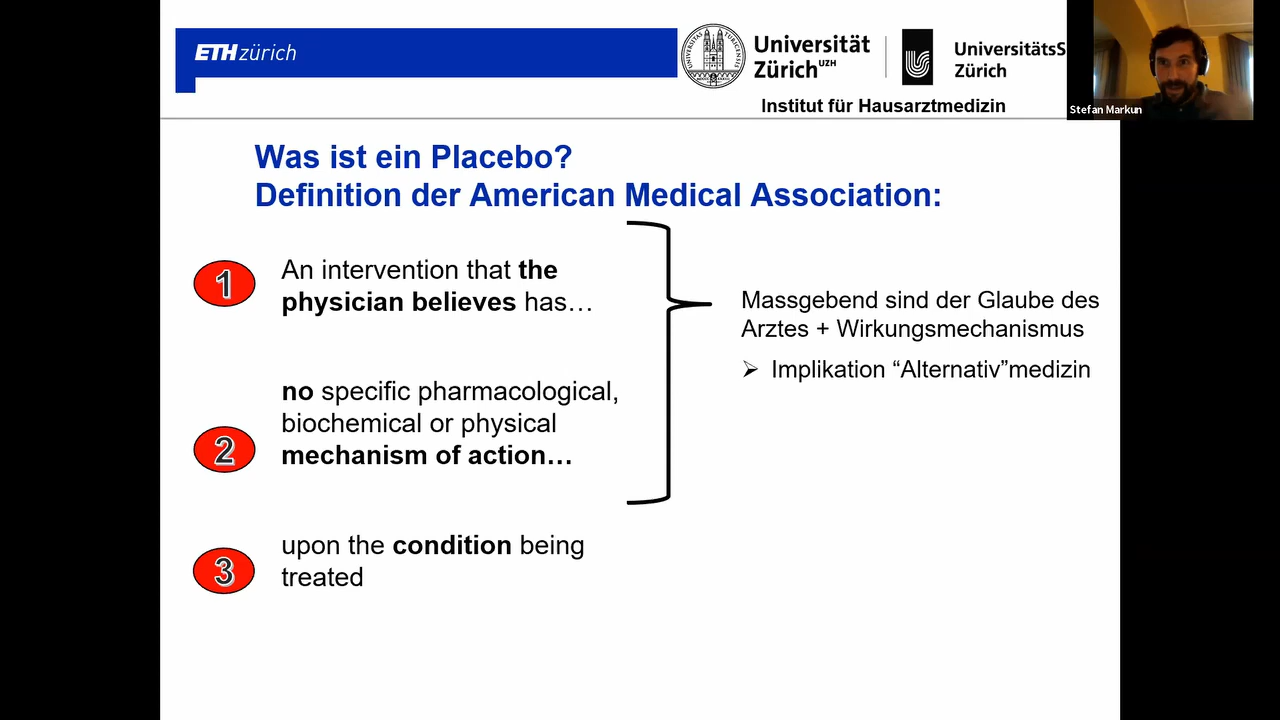 ETH zürich
Universität
Zürich UZH
UniversitätsS
Zürich
Institut für Hausarztmedizin
Stefan Markun
Was ist ein Placebo?
Definition der American Medical Association:
1
An intervention that the
physician believes has…
no specific pharmacological,
biochemical or physical
2
mechanism of action…
3
upon the condition being
treated
Massgebend sind der Glaube des
Arztes + Wirkungsmechanismus
➢ Implikation “Alternativ”medizin